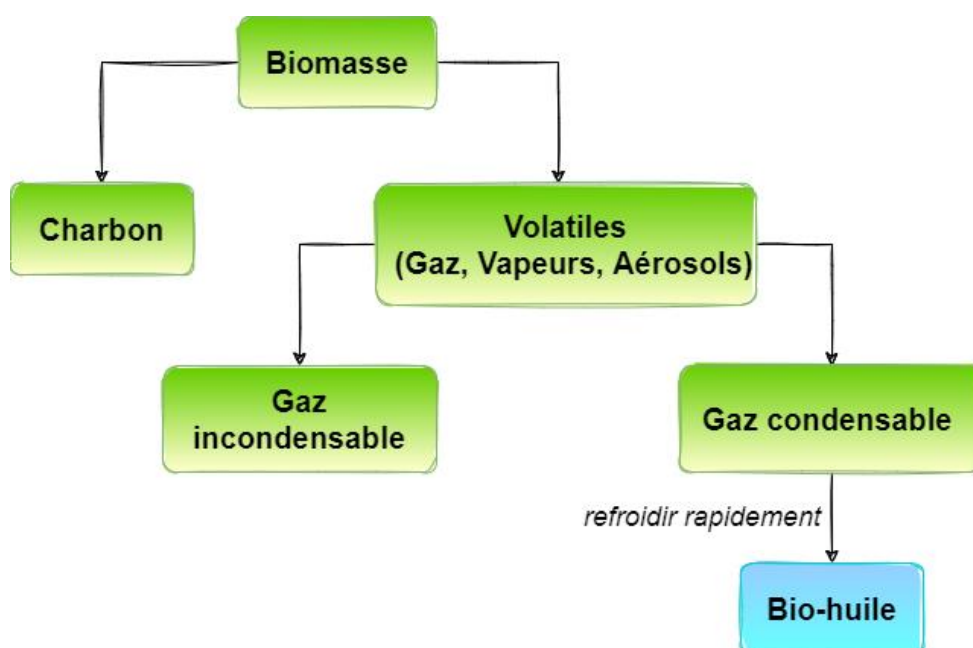 Biomasse
Charbon
Volatiles
(Gaz, Vapeurs, Aérosols)
Gaz
incondensable
Gaz condensable
refroidir rapidement
Bio-huile